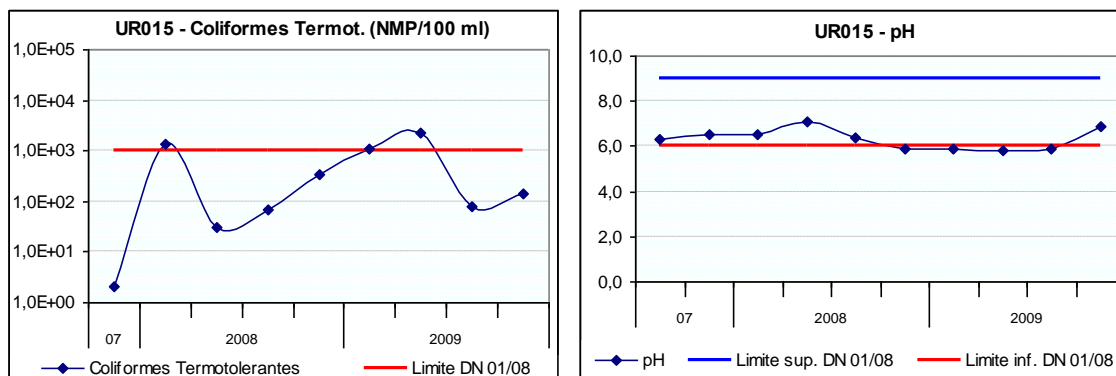 UR015 - Coliformes Termot. (NMP/100 ml)
1,0E+05
1,0E+04
1,0E+03
1,0E+02
1,0E+01
1,0E+00
07 2008 2009
Coliformes Termotolerantes Limite DN 01/08
UR015 - pH
10,0
8,0
6,0
4,0
2,0
0,0
07 2008 2009
pH Limite sup. DN 01/08 Limite inf. DN 01/08